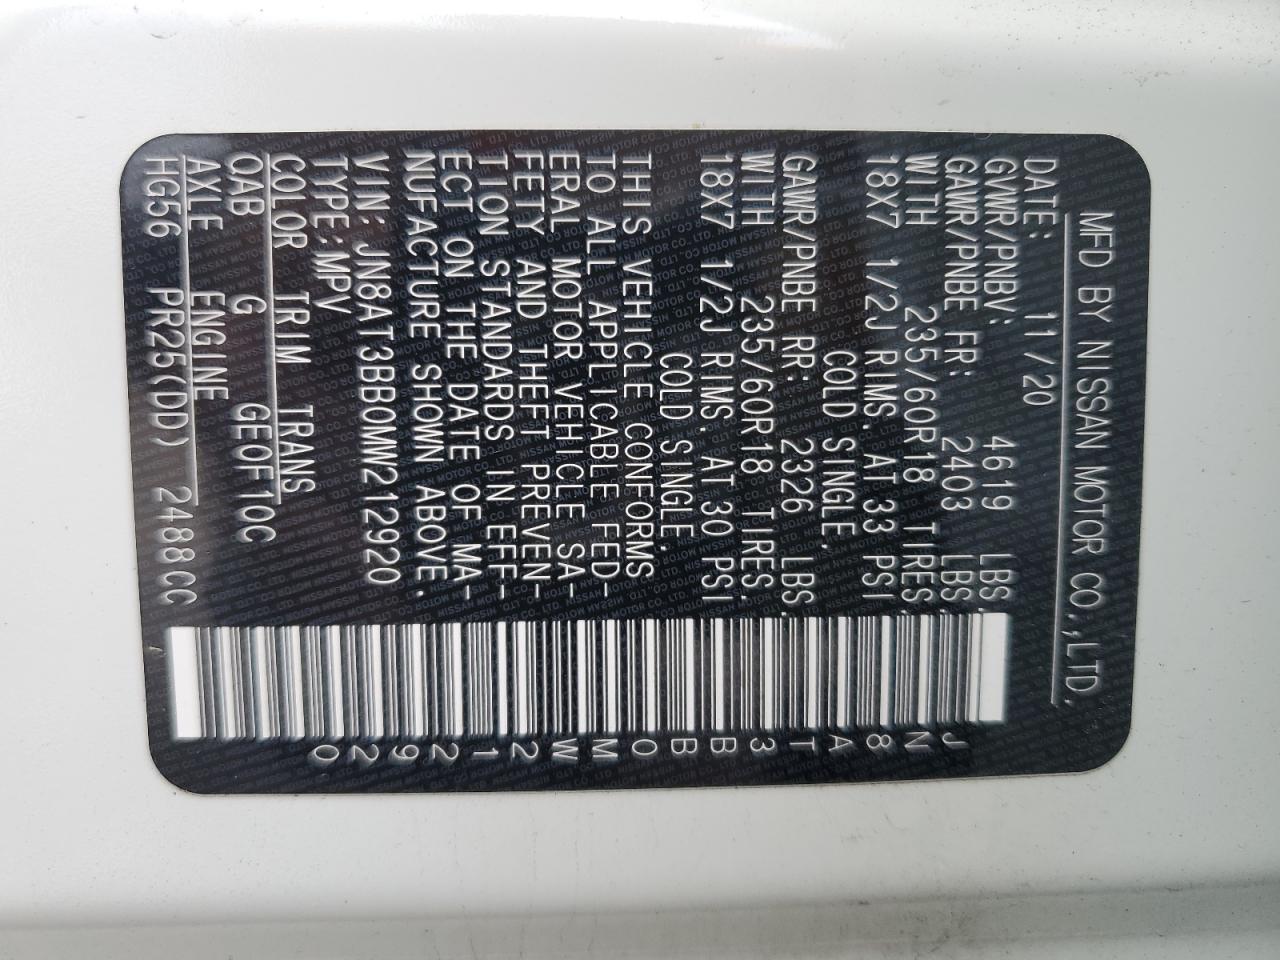 MFD BY NISSAN MOTOR CO.,LTD.
DATE: 11/20
GVWR/PNBV: 4619 LBS.
GAWR/PNBE FR: 2403 LBS.
WITH 235/60R18 TIRES,
18X7 1/2J RIMS, AT 33 PSI
COLD SINGLE.
GAWR/PNBE RR: 2326 LBS.
WITH 235/60R18 TIRES,
18X7 1/2J RIMS, AT 30 PSI
COLD, SINGLE.
THIS VEHICLE CONFORMS
TO ALL APPLICABLE FED-
ERAL MOTOR VEHICLE SA-
FETY AND THEFT PREVEN-
TION STANDARDS IN EFF-
ECT ON THE DATE OF MA-
NUFACTURE SHOWN ABOVE.
VIN: JN8AT3BB0MW212920
TYPE:MPV
COLOR TRIM TRANS
QAB G GE0F10C
AXLE ENGINE
HG56 PR25(DD) 2488CC
JN8AT3BB0MW212920